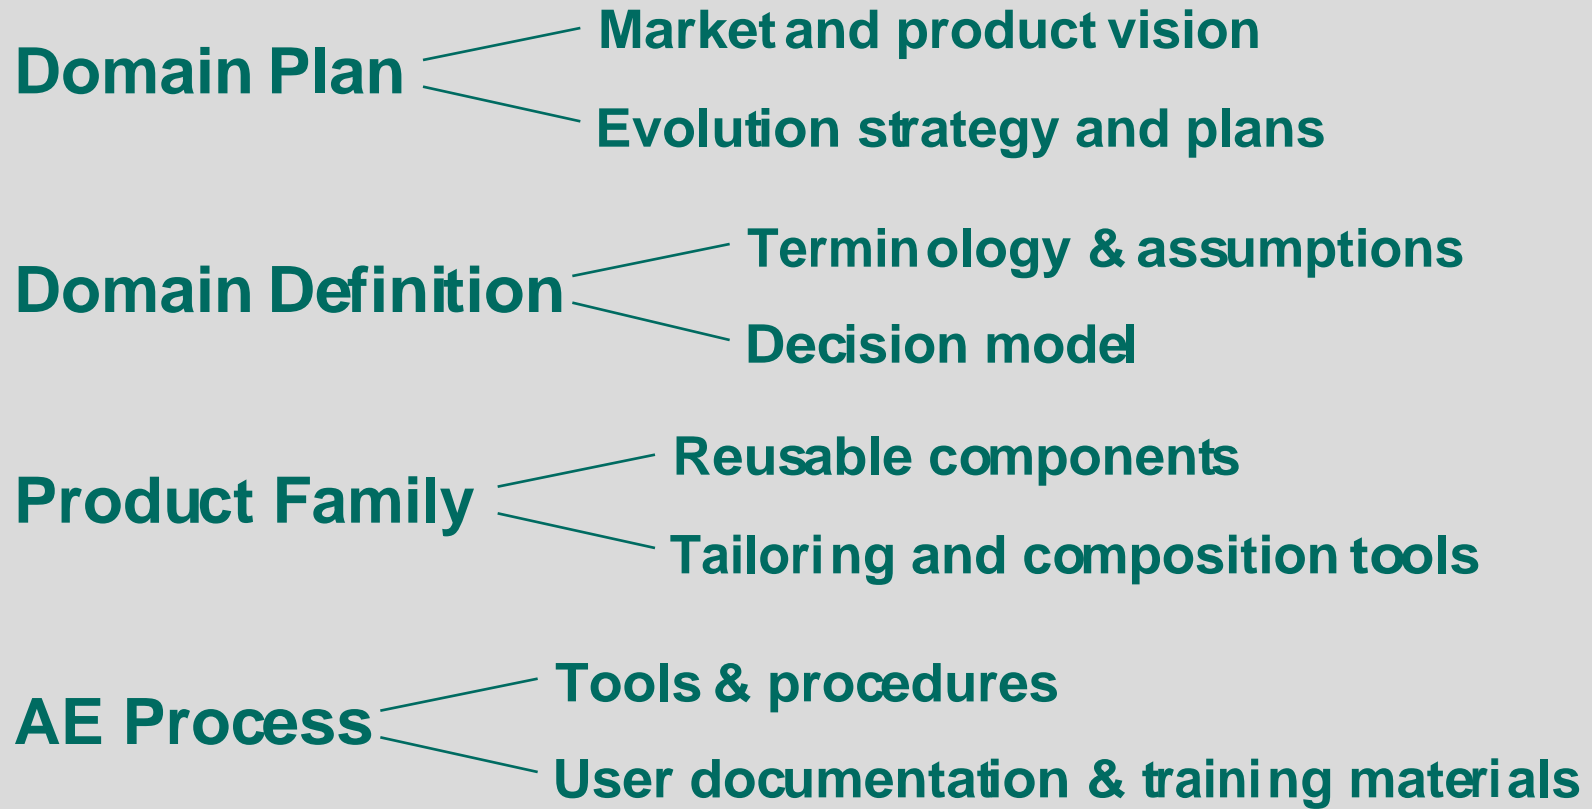 Domain Plan
Market and product vision
Evolution strategy and plans
Domain Definition
Terminology & assumptions
Decision model
Product Family
Reusable components
Tailoring and composition tools
AE Process
Tools & procedures
User documentation & training materials